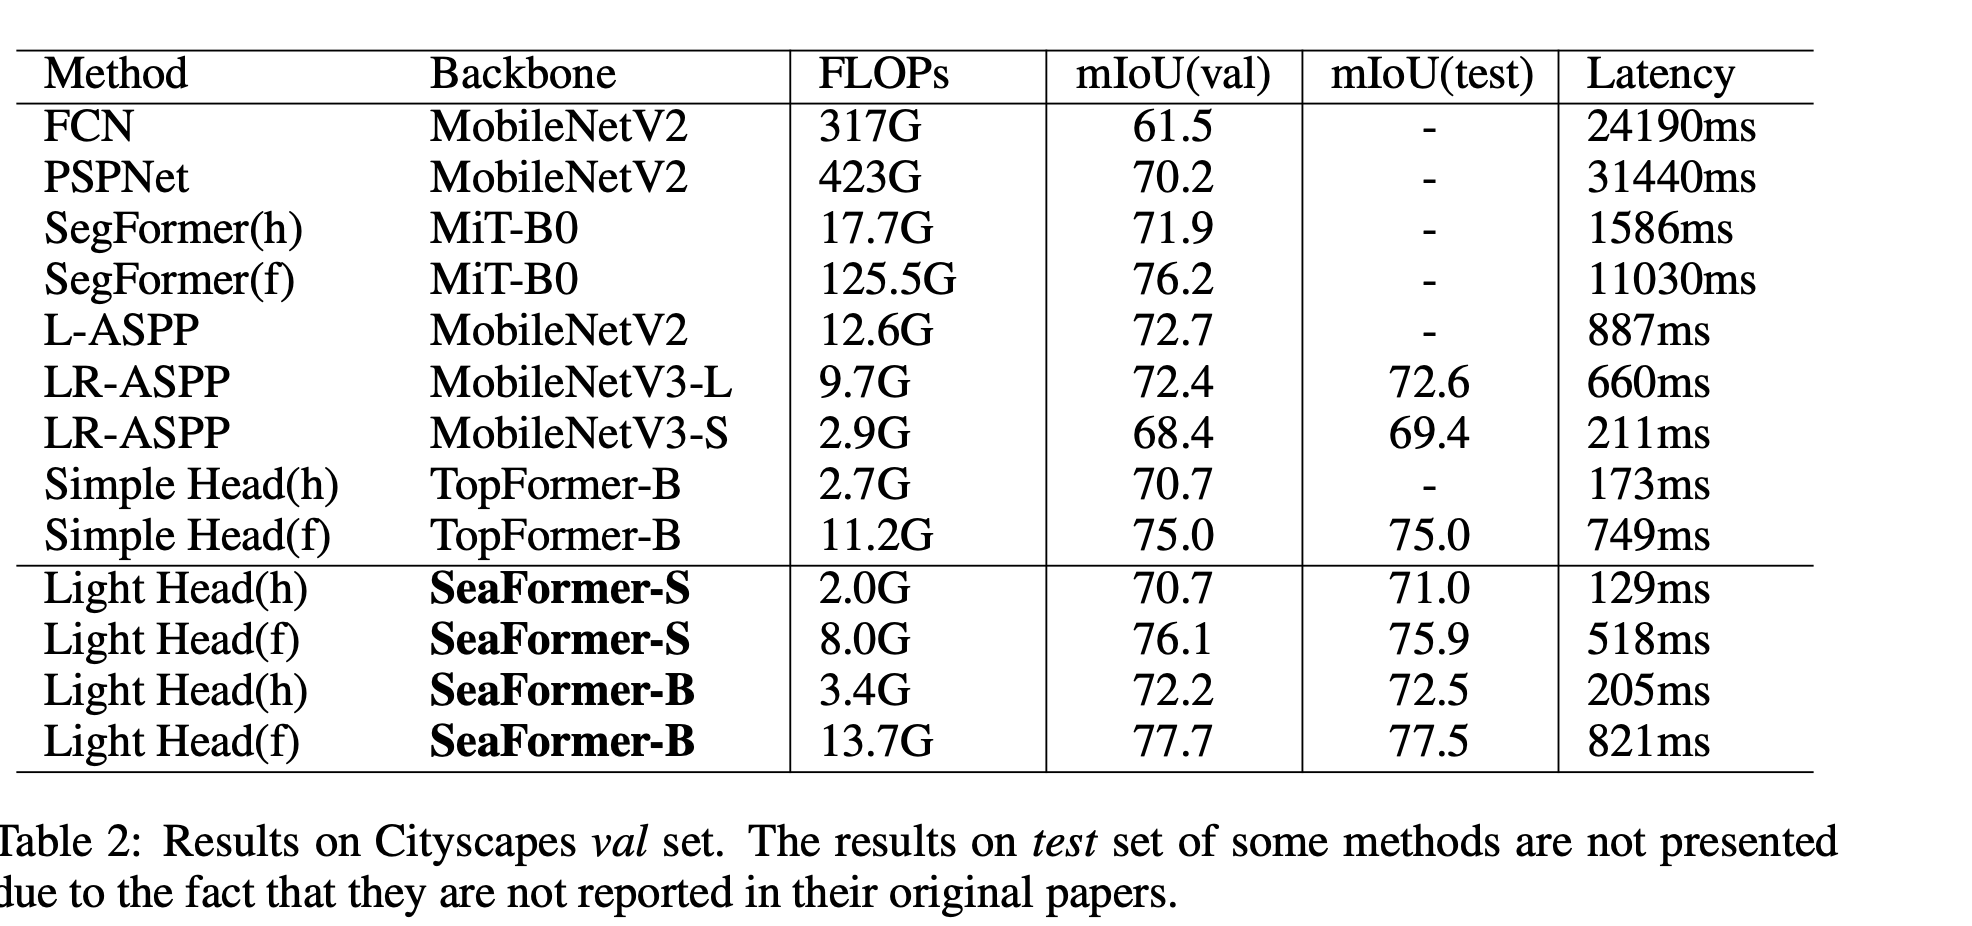 Method Backbone FLOPs mIoU(val) mIoU(test) Latency
FCN MobileNetV2 317G 61.5 - 24190ms
PSPNet MobileNetV2 423G 70.2 - 31440ms
SegFormer(h) MiT-B0 17.7G 71.9 - 1586ms
SegFormer(f) MiT-B0 125.5G 76.2 - 11030ms
L-ASPP MobileNetV2 12.6G 72.7 - 887ms
LR-ASPP MobileNetV3-L 9.7G 72.4 72.6 660ms
LR-ASPP MobileNetV3-S 2.9G 68.4 69.4 211ms
Simple Head(h) TopFormer-B 2.7G 70.7 - 173ms
Simple Head(f) TopFormer-B 11.2G 75.0 75.0 749ms
Light Head(h) SeaFormer-S 2.0G 70.7 71.0 129ms
Light Head(f) SeaFormer-S 8.0G 76.1 75.9 518ms
Light Head(h) SeaFormer-B 3.4G 72.2 72.5 205ms
Light Head(f) SeaFormer-B 13.7G 77.7 77.5 821ms
Table 2: Results on Cityscapes val set. The results on test set of some methods are not presented
due to the fact that they are not reported in their original papers.